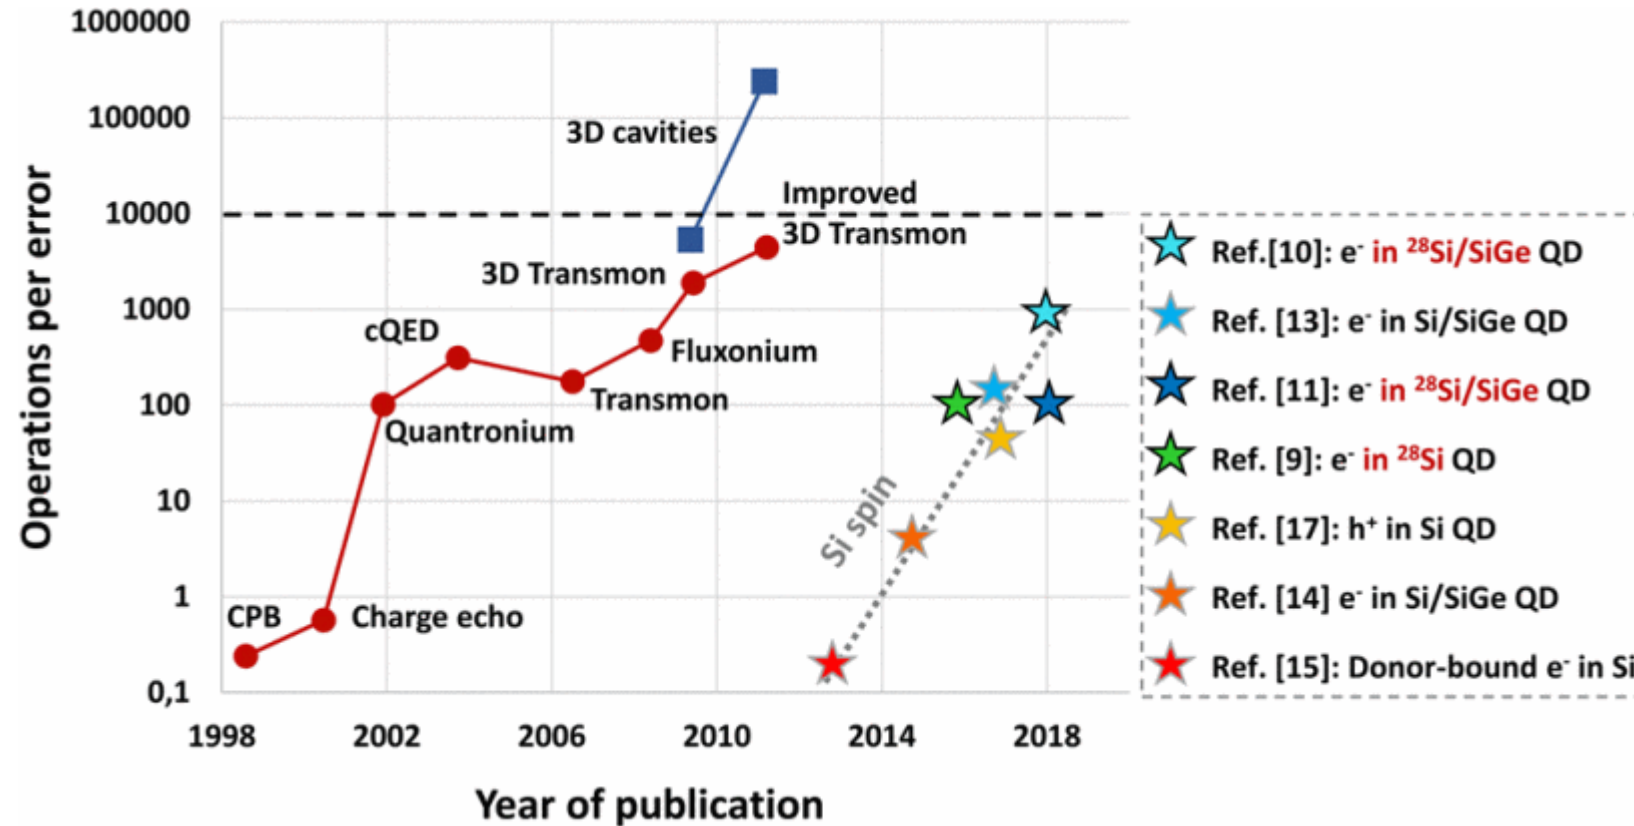 1000000
100000
10000
1000
100
10
1
0,1
Operations per error
1998 2002 2006 2010 2014 2018
Year of publication
3D cavities
Improved
3D Transmon
3D Transmon
cQED
Fluxonium
Transmon
Quantronium
CPB
Charge echo
Si spin
Ref.[10]: e⁻ in ²⁸Si/SiGe QD
Ref. [13]: e⁻ in Si/SiGe QD
Ref. [11]: e⁻ in ²⁸Si/SiGe QD
Ref. [9]: e⁻ in ²⁸Si QD
Ref. [17]: h⁺ in Si QD
Ref. [14] e⁻ in Si/SiGe QD
Ref. [15]: Donor-bound e⁻ in Si